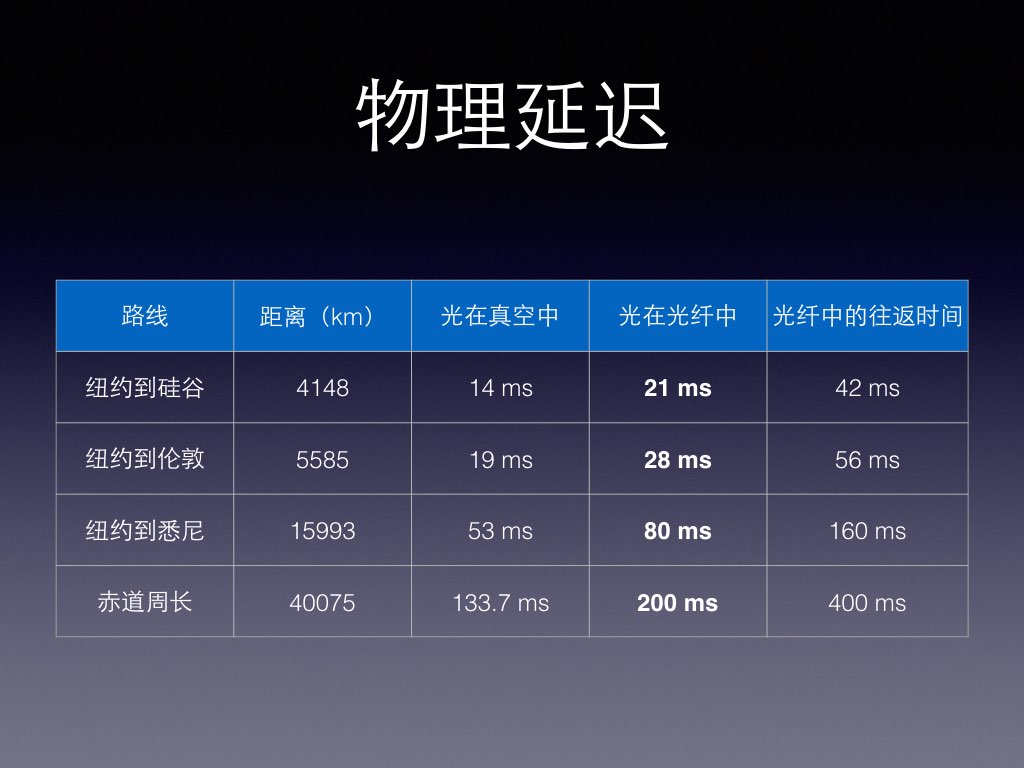 物理延迟
路线 距离（km） 光在真空中 光在光纤中 光纤中的往返时间
纽约到硅谷 4148 14 ms 21 ms 42 ms
纽约到伦敦 5585 19 ms 28 ms 56 ms
纽约到悉尼 15993 53 ms 80 ms 160 ms
赤道周长 40075 133.7 ms 200 ms 400 ms